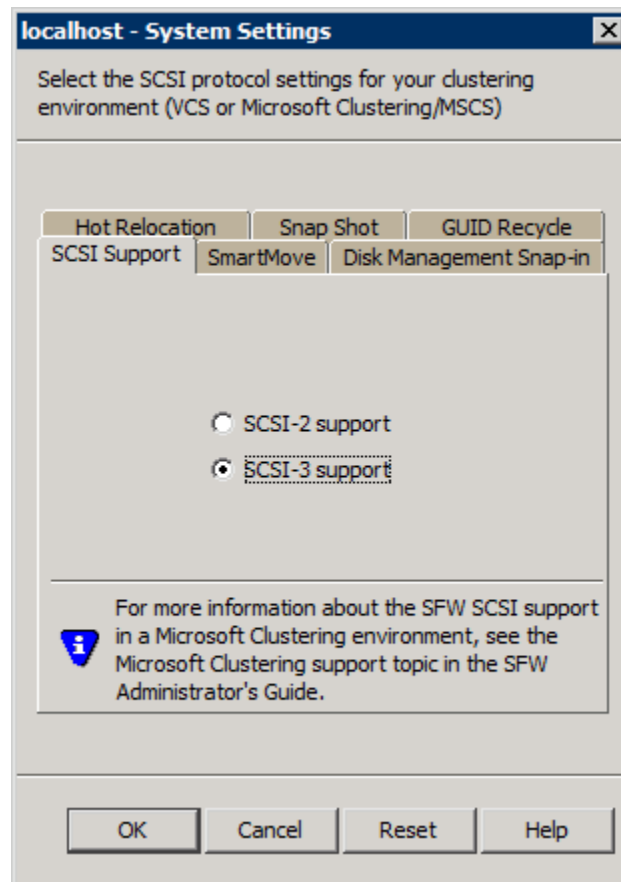 localhost - System Settings
Select the SCSI protocol settings for your clustering
environment (VCS or Microsoft Clustering/MSCS)
Hot Relocation Snap Shot GUID Recycle
SCSI Support SmartMove Disk Management Snap-in
SCSI-2 support
SCSI-3 support
For more information about the SFW SCSI support
in a Microsoft Clustering environment, see the
Microsoft Clustering support topic in the SFW
Administrator's Guide.
OK Cancel Reset Help